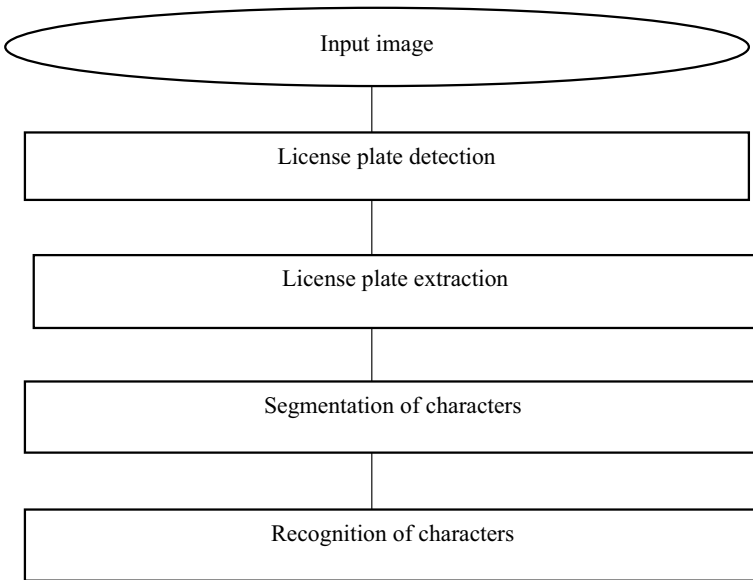 Input image
License plate detection
License plate extraction
Segmentation of characters
Recognition of characters